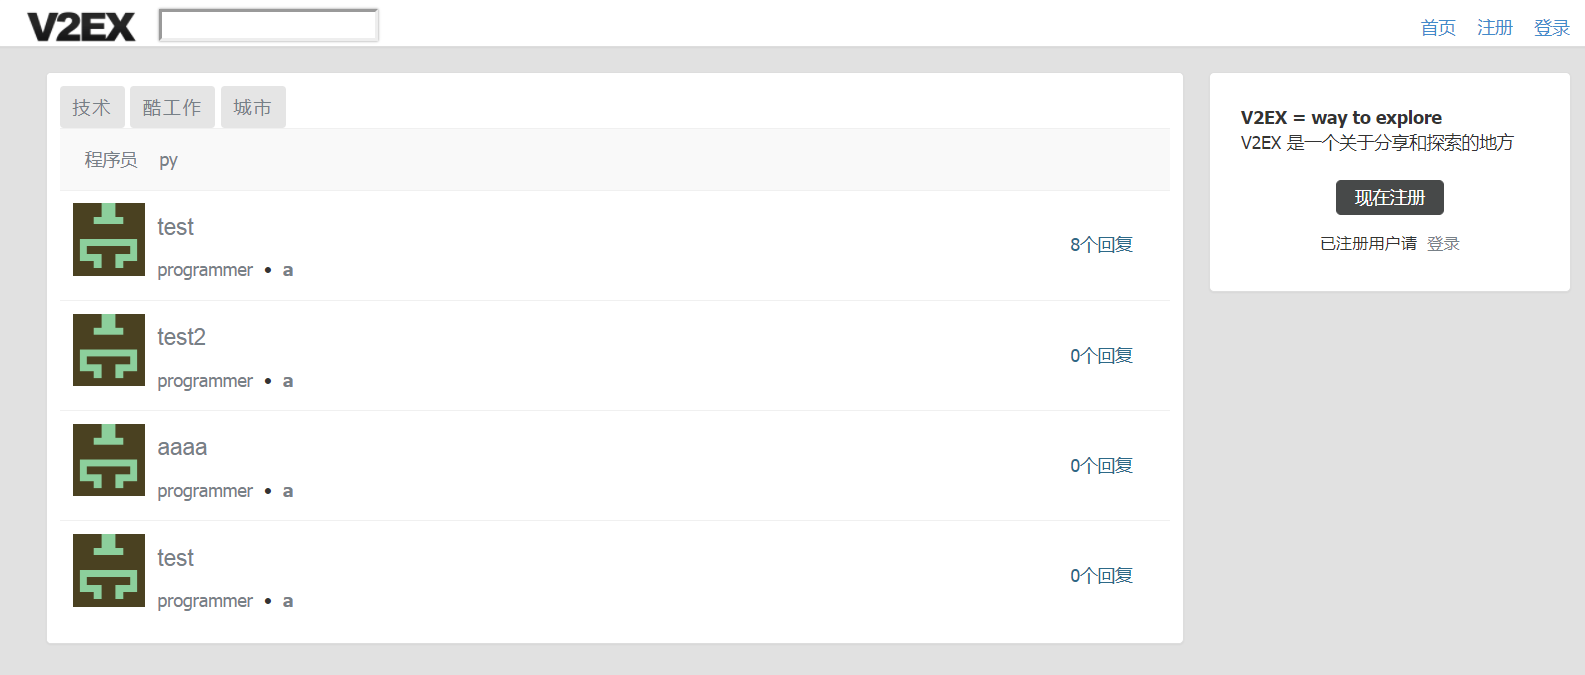 V2EX
首页 注册 登录
技术 酷工作 城市
程序员 py
test
programmer • a
8个回复
test2
programmer • a
0个回复
aaaa
programmer • a
0个回复
test
programmer • a
0个回复
V2EX = way to explore
V2EX 是一个关于分享和探索的地方
现在注册
已注册用户请 登录